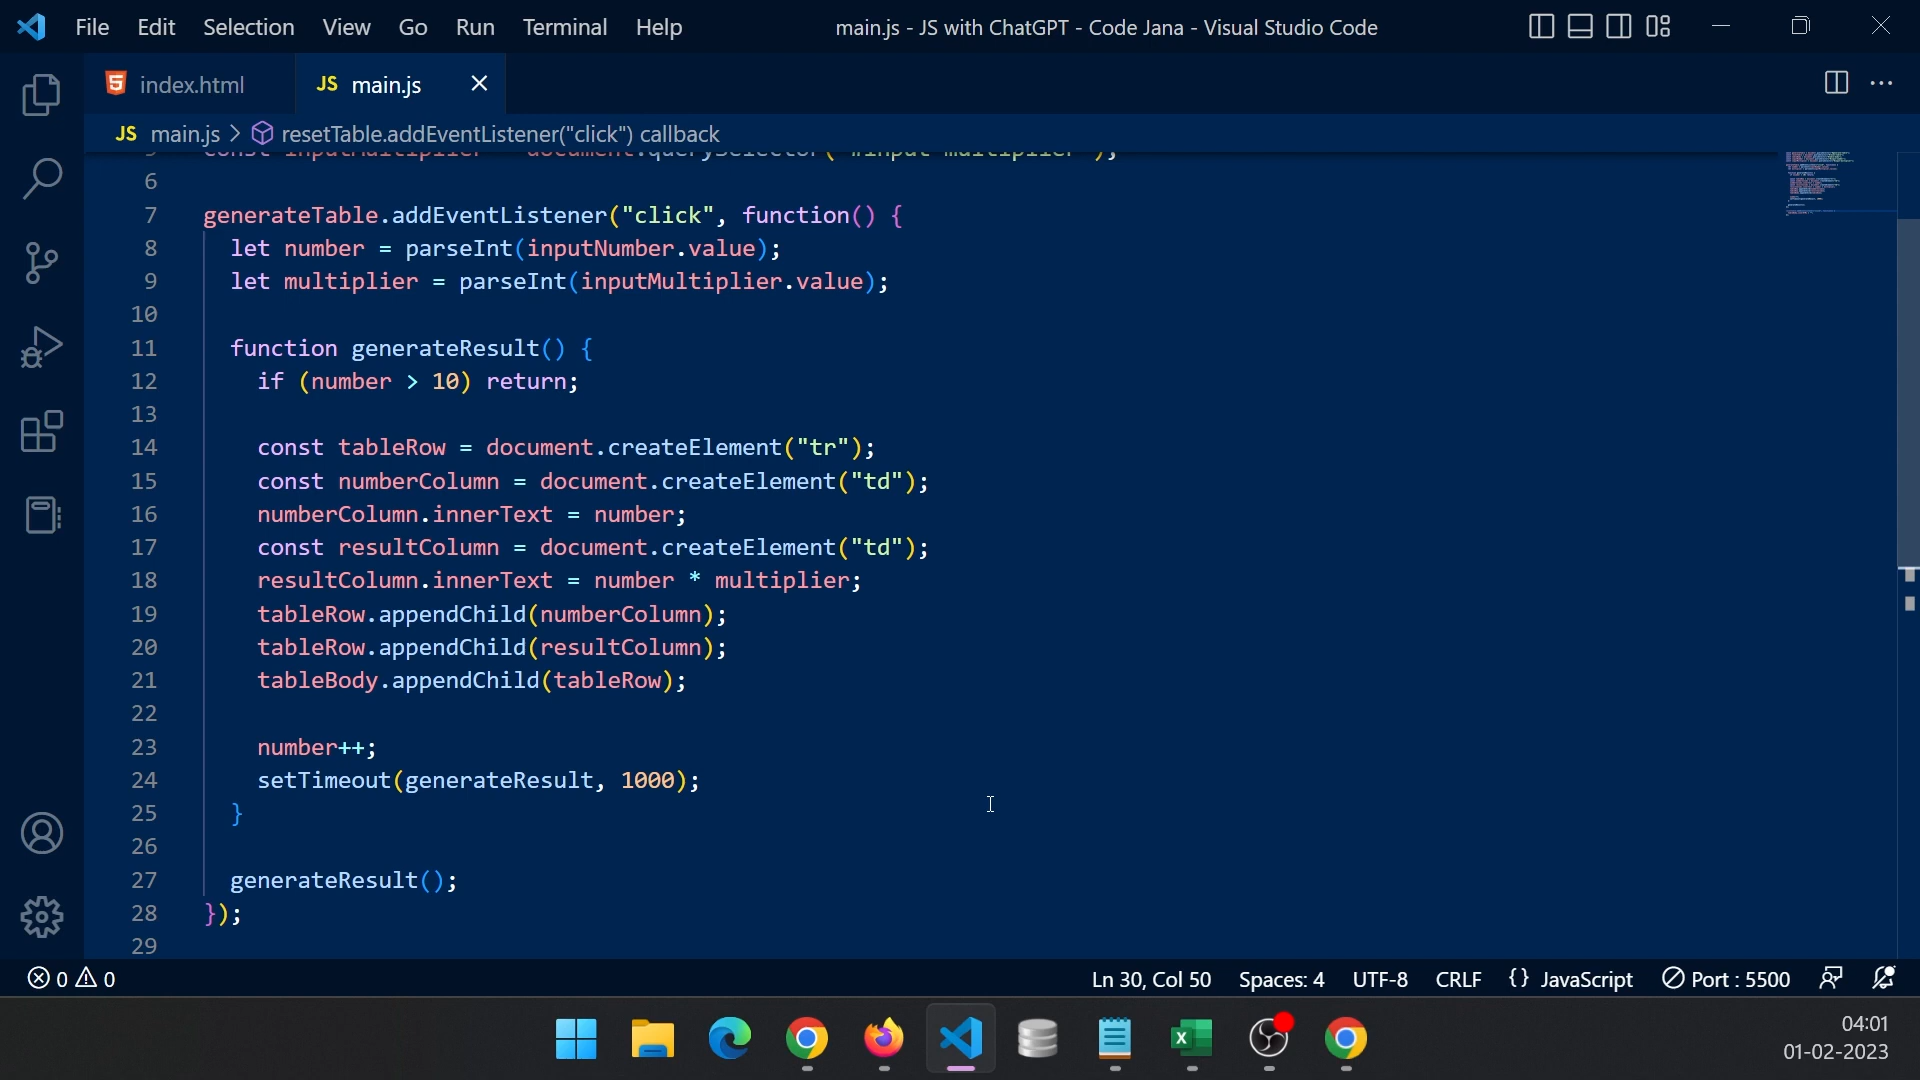 File Edit Selection View Go Run Terminal Help main.js - JS with ChatGPT - Code Jana - Visual Studio Code
index.html JS main.js
JS main.js > resetTable.addEventListener("click") callback
6
7 generateTable.addEventListener("click", function() {
8 let number = parseInt(inputNumber.value);
9 let multiplier = parseInt(inputMultiplier.value);
10
11 function generateResult() {
12 if (number > 10) return;
13
14 const tableRow = document.createElement("tr");
15 const numberColumn = document.createElement("td");
16 numberColumn.innerText = number;
17 const resultColumn = document.createElement("td");
18 resultColumn.innerText = number * multiplier;
19 tableRow.appendChild(numberColumn);
20 tableRow.appendChild(resultColumn);
21 tableBody.appendChild(tableRow);
22
23 number++;
24 setTimeout(generateResult, 1000);
25 }
26
27 generateResult();
28 });
29
0 0 Ln 30, Col 50 Spaces: 4 UTF-8 CRLF {} JavaScript Port : 5500
04:01
01-02-2023